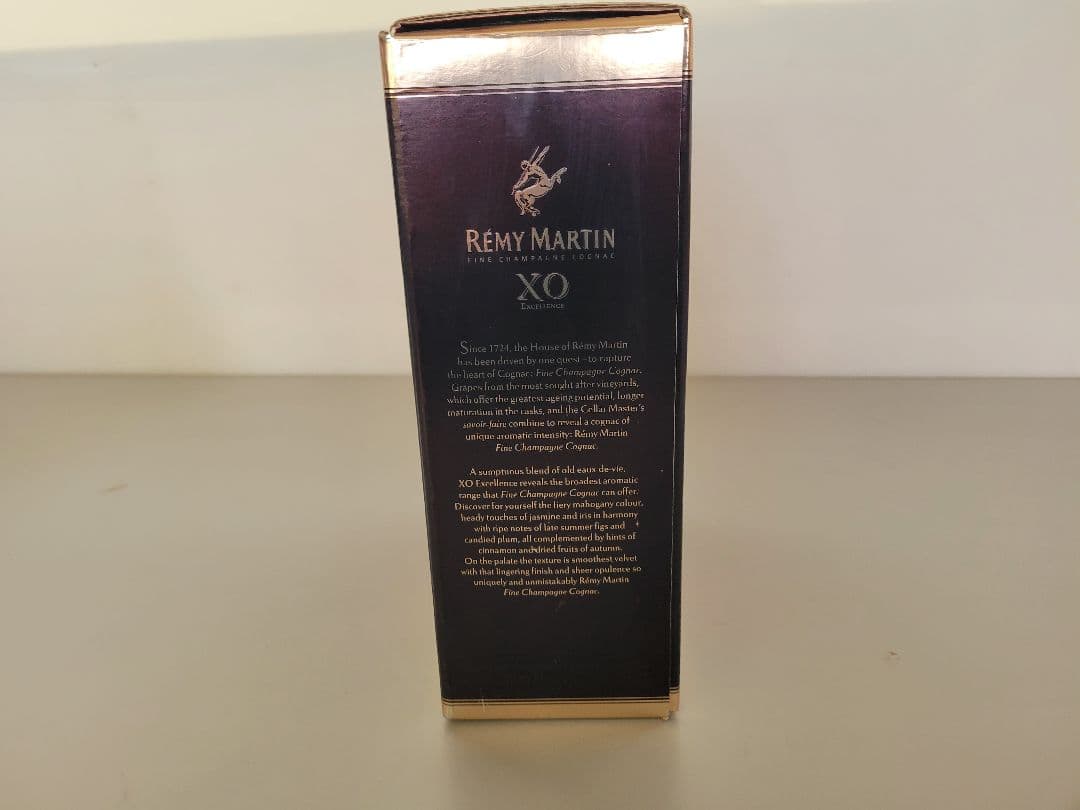 RÉMY MARTIN
FINE CHAMPAGNE COGNAC
XO
EXCELLENCE
Since 1724, the House of Rémy Martin
has been driven by one quest – to capture
the heart of Cognac: Fine Champagne Cognac.
Grapes from the most sought after vineyards,
which offer the greatest ageing potential, longer
maturation in the casks, and the Cellar Master's
savoir-faire combine to reveal a cognac of
unique aromatic intensity: Rémy Martin
Fine Champagne Cognac.
A sumptuous blend of old eaux-de-vie,
XO Excellence reveals the broadest aromatic
range that Fine Champagne Cognac can offer.
Discover for yourself the fiery mahogany colour,
heady touches of jasmine and iris in harmony
with ripe notes of late summer figs and
candied plum, all complemented by hints of
cinnamon and dried fruits of autumn.
On the palate the texture is smoothest velvet
with that lingering finish and sheer opulence so
uniquely and unmistakably Rémy Martin
Fine Champagne Cognac.